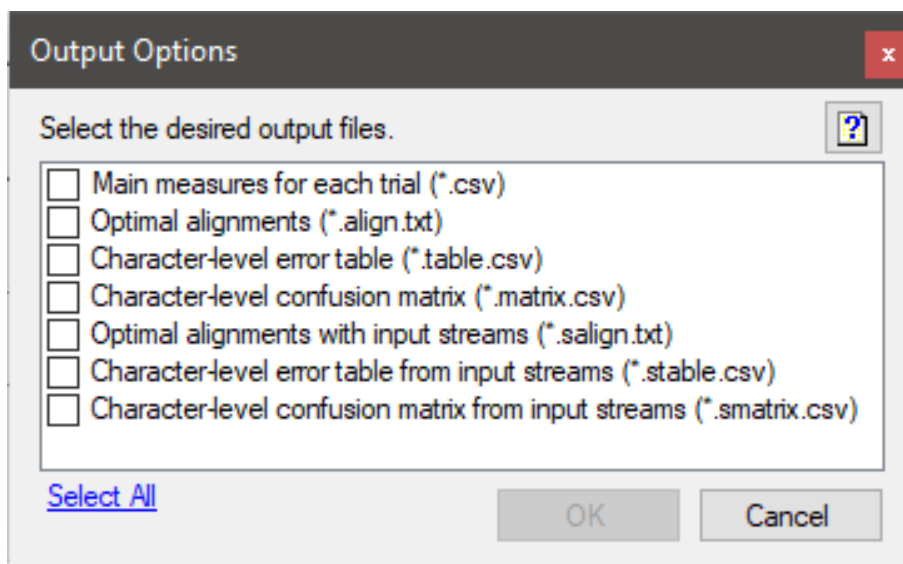 Output Options
x
Select the desired output files.
?
Main measures for each trial (*.csv)
Optimal alignments (*.align.txt)
Character-level error table (*.table.csv)
Character-level confusion matrix (*.matrix.csv)
Optimal alignments with input streams (*.salign.txt)
Character-level error table from input streams (*.stable.csv)
Character-level confusion matrix from input streams (*.smatrix.csv)
Select All
OK
Cancel